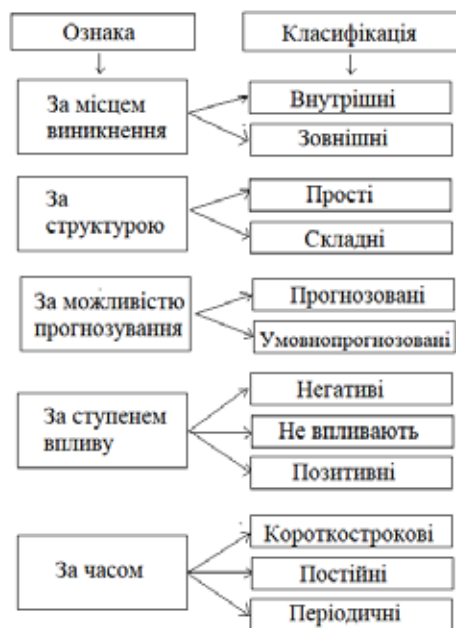 Ознака
Класифікація
За місцем
виникнення
Внутрішні
Зовнішні
За
структурою
Прості
Складні
За можливістю
прогнозування
Прогнозовані
Умовнопрогнозовані
За ступенем
впливу
Негативі
Не впливають
Позитивні
За часом
Короткострокові
Постійні
Періодичні